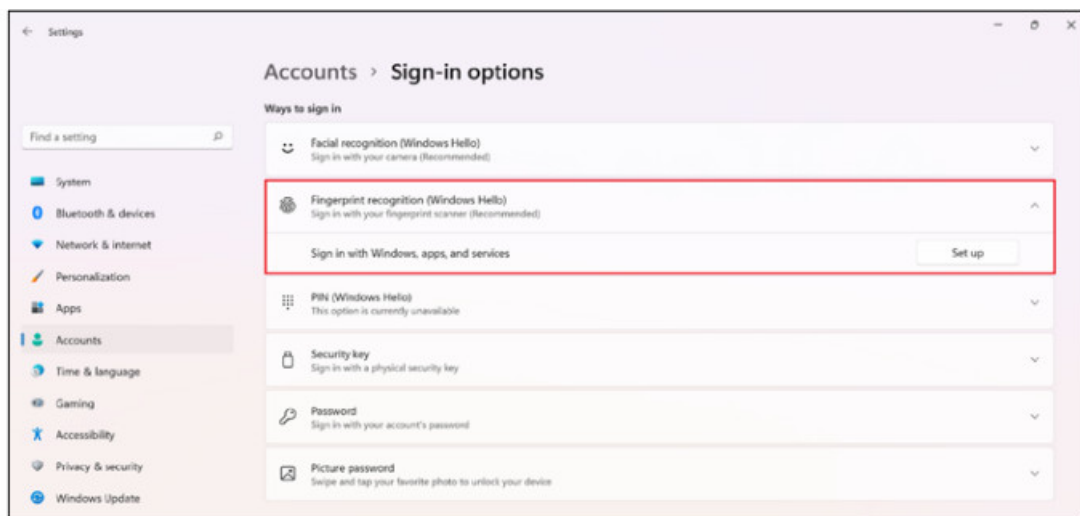 Settings
Accounts > Sign-in options
Ways to sign in
Find a setting
System
Bluetooth & devices
Network & internet
Personalization
Apps
Accounts
Time & language
Gaming
Accessibility
Privacy & security
Windows Update
Facial recognition (Windows Hello)
Sign in with your camera (Recommended)
Fingerprint recognition (Windows Hello)
Sign in with your fingerprint scanner (Recommended)
Sign in with Windows, apps, and services
Set up
PIN (Windows Hello)
This option is currently unavailable
Security key
Sign in with a physical security key
Password
Sign in with your account's password
Picture password
Swipe and tap your favorite photo to unlock your device